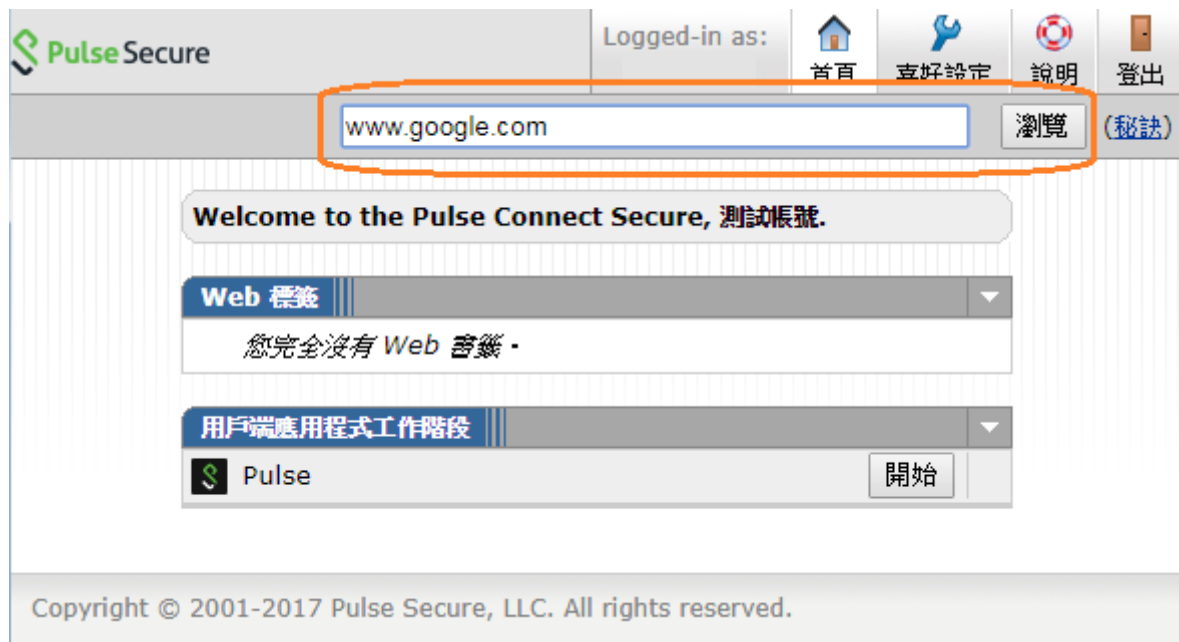 Pulse Secure
Logged-in as:
首頁
喜好設定
說明
登出
www.google.com
瀏覽
(秘訣)
Welcome to the Pulse Connect Secure, 測試帳號.
Web 標籤
您完全沒有 Web 書籤。
用戶端應用程式工作階段
Pulse
開始
Copyright © 2001-2017 Pulse Secure, LLC. All rights reserved.